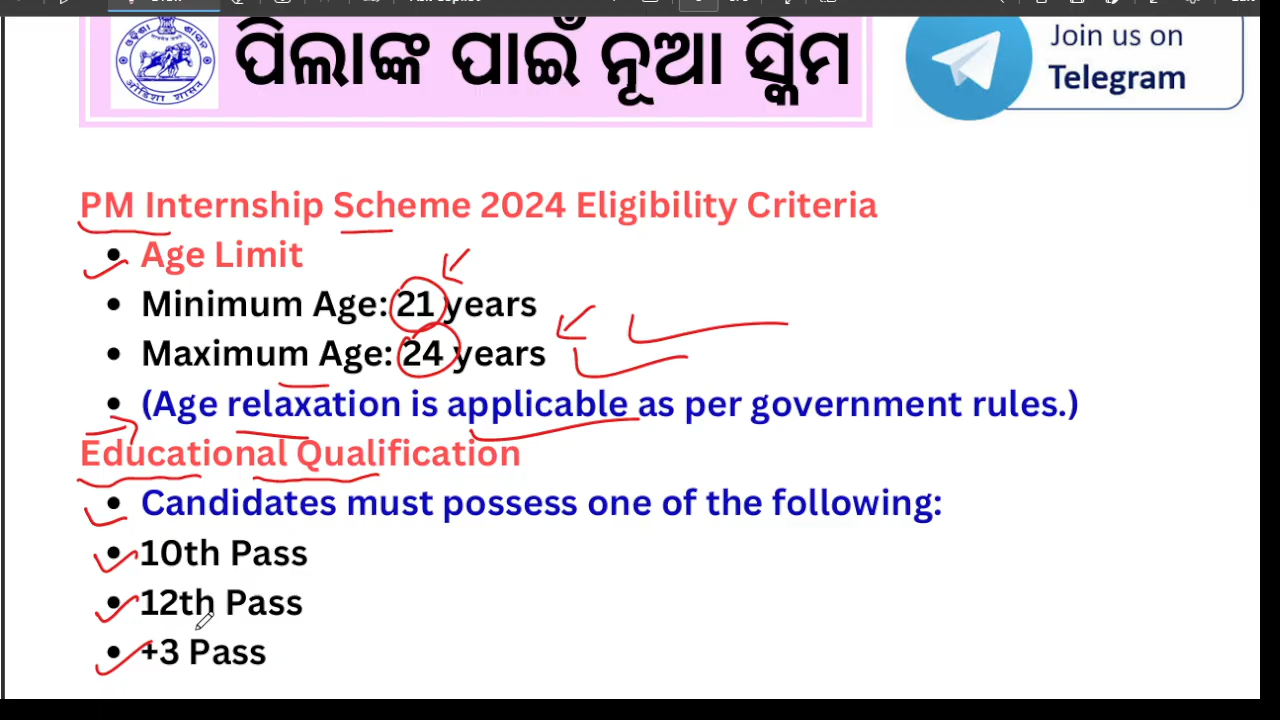 ପିଲାଙ୍କ ପାଇଁ ନୂଆ ସ୍କିମ
Join us on
Telegram
PM Internship Scheme 2024 Eligibility Criteria
• Age Limit
• Minimum Age: 21 years
• Maximum Age: 24 years
• (Age relaxation is applicable as per government rules.)
Educational Qualification
• Candidates must possess one of the following:
• 10th Pass
• 12th Pass
• +3 Pass